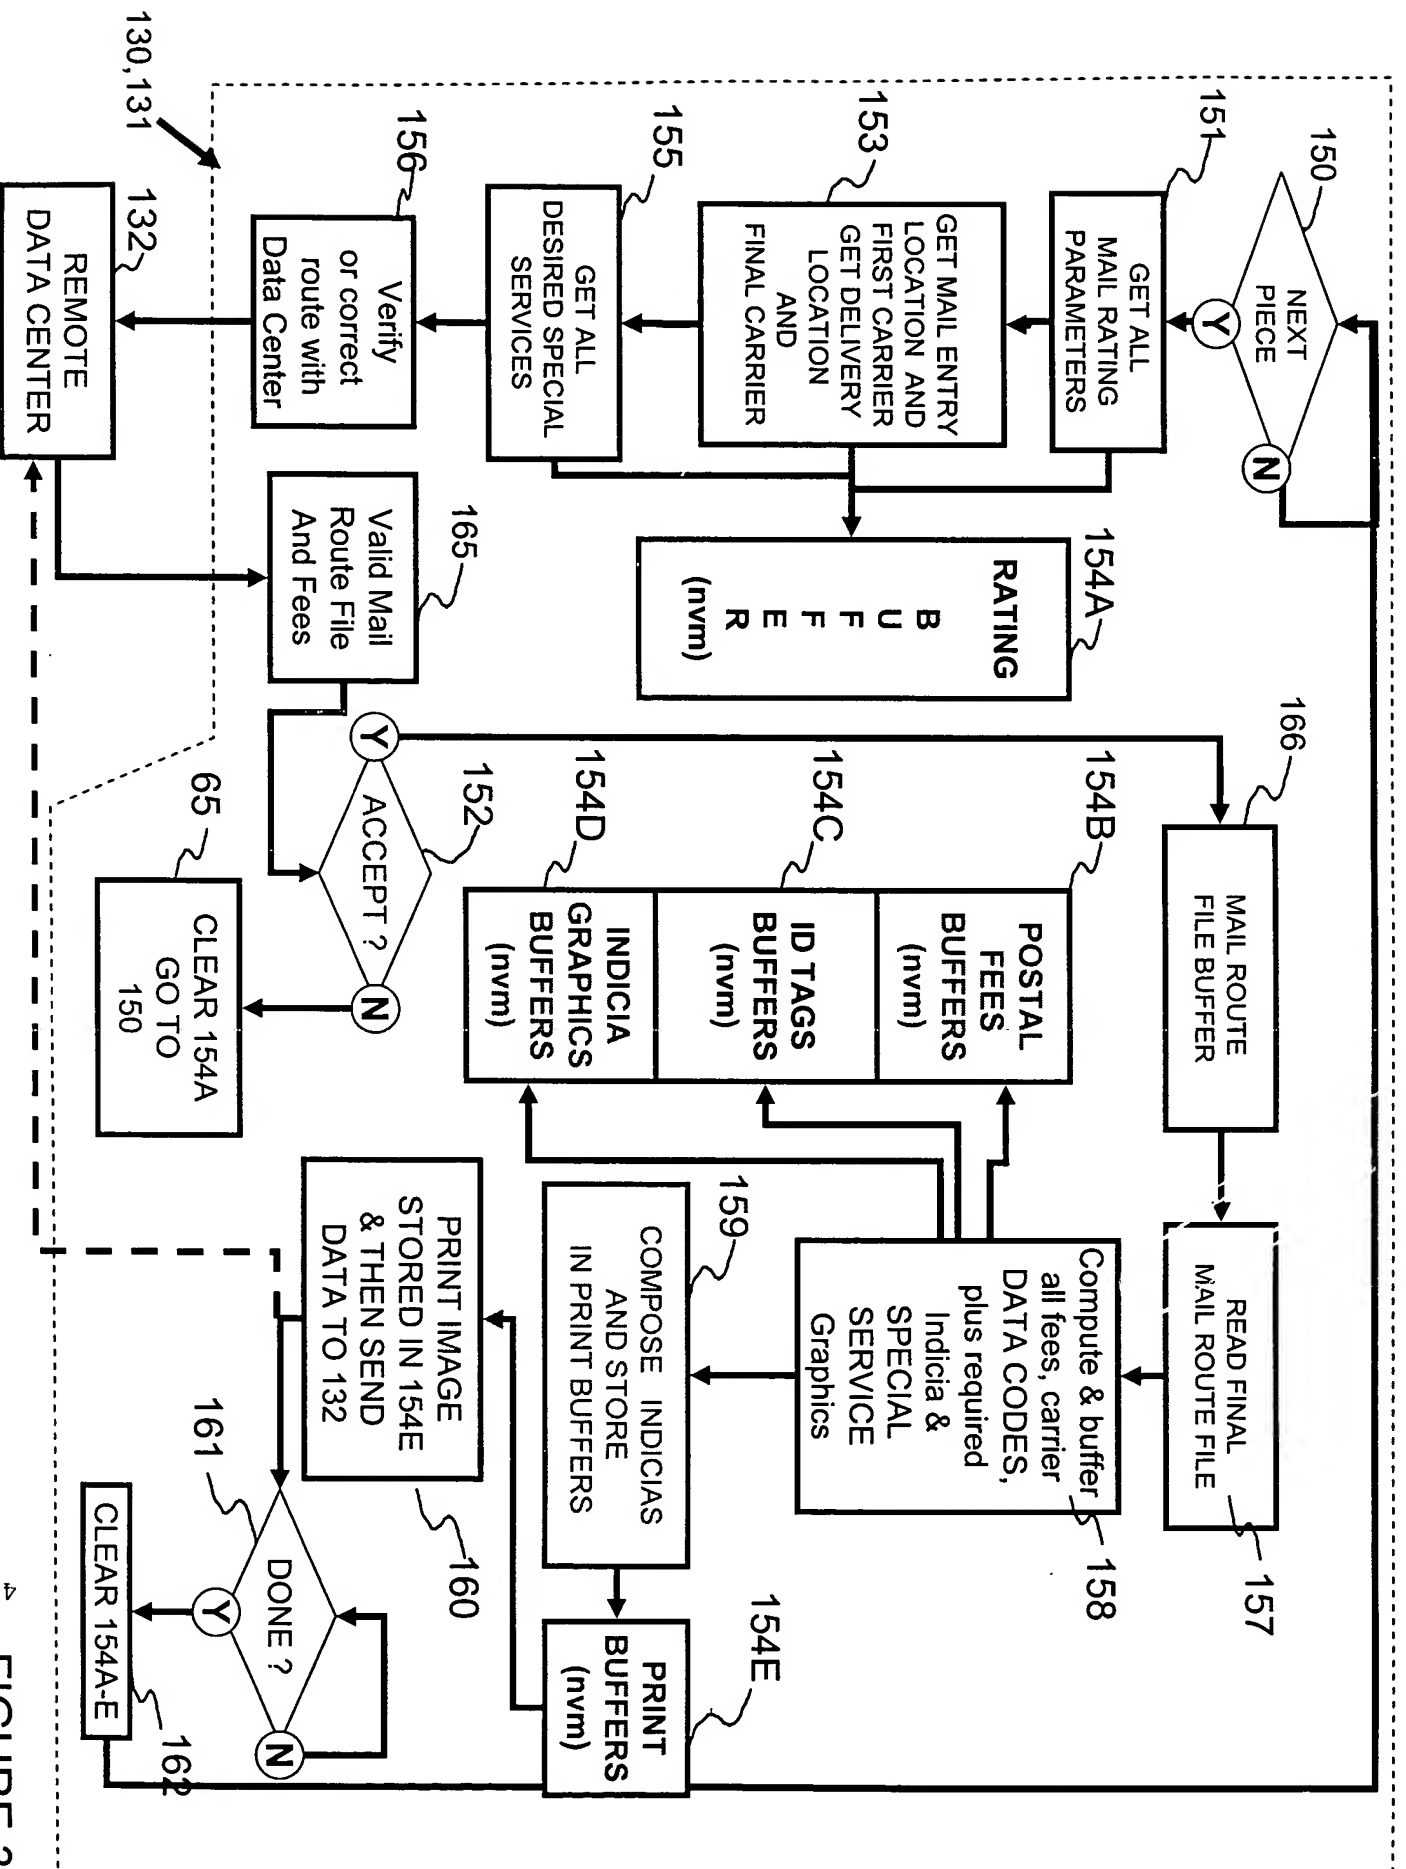 150
NEXT
PIECE
Y
N
151
GET ALL
MAIL RATING
PARAMETERS
153
GET MAIL ENTRY
LOCATION AND
FIRST CARRIER
GET DELIVERY
LOCATION
AND
FINAL CARRIER
155
GET ALL
DESIRED SPECIAL
SERVICES
156
Verify
or correct
route with
Data Center
130,131
132
REMOTE
DATA CENTER
154A
RATING
B
U
F
F
E
R
(nvm)
165
Valid Mail
Route File
And Fees
152
Y
ACCEPT ?
N
65
CLEAR 154A
GO TO
150
166
MAIL ROUTE
FILE BUFFER
154B
POSTAL
FEES
BUFFERS
(nvm)
154C
ID TAGS
BUFFERS
(nvm)
154D
INDICIA
GRAPHICS
BUFFERS
(nvm)
157
READ FINAL
MAIL ROUTE FILE
158
Compute & buffer
all fees, carrier
DATA CODES,
plus required
Indicia &
SPECIAL
SERVICE
Graphics
159
COMPOSE INDICIAS
AND STORE
IN PRINT BUFFERS
154E
PRINT
BUFFERS
(nvm)
160
PRINT IMAGE
STORED IN 154E
& THEN SEND
DATA TO 132
161
DONE ?
Y
N
162
CLEAR 154A-E
4